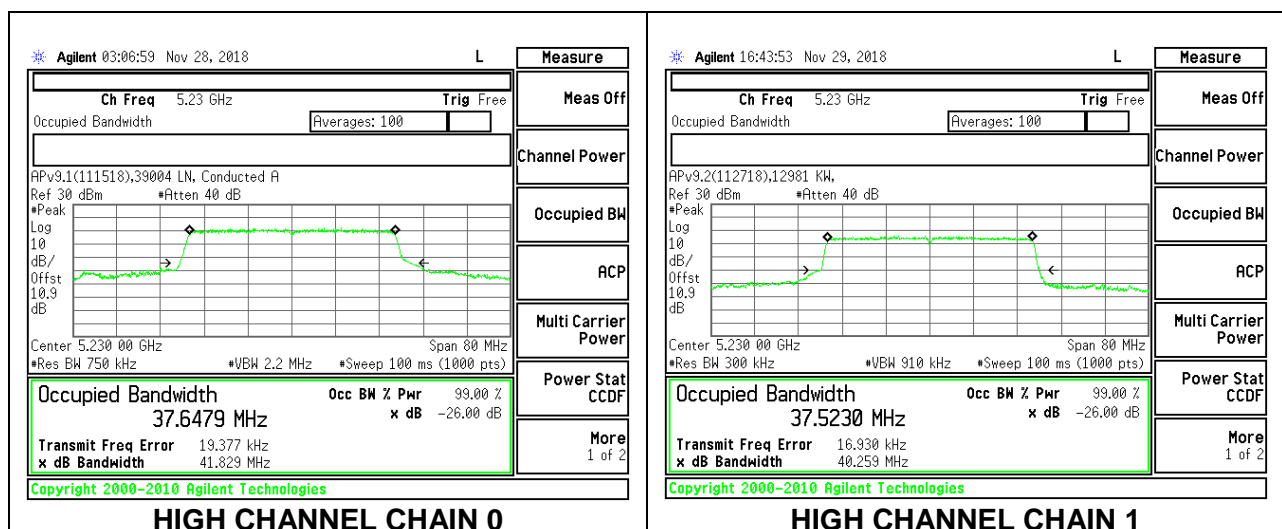 Agilent 03:06:59 Nov 28, 2018 L
Measure
Ch Freq 5.23 GHz Trig Free
Occupied Bandwidth Averages: 100
APv9.1(111518),39004 LN, Conducted A
Ref 30 dBm #Atten 40 dB
#Peak
Log
10
dB/
Offst
10.9
dB
Center 5.230 00 GHz Span 80 MHz
#Res BW 750 kHz #VBW 2.2 MHz #Sweep 100 ms (1000 pts)
Occupied Bandwidth Occ BW % Pwr 99.00 %
37.6479 MHz x dB -26.00 dB
Transmit Freq Error 19.377 kHz
x dB Bandwidth 41.829 MHz
Copyright 2000-2010 Agilent Technologies
Meas Off
Channel Power
Occupied BW
ACP
Multi Carrier
Power
Power Stat
CCDF
More
1 of 2
HIGH CHANNEL CHAIN 0
Agilent 16:43:53 Nov 29, 2018 L
Measure
Ch Freq 5.23 GHz Trig Free
Occupied Bandwidth Averages: 100
APv9.2(112718),12981 KW,
Ref 30 dBm #Atten 40 dB
#Peak
Log
10
dB/
Offst
10.9
dB
Center 5.230 00 GHz Span 80 MHz
#Res BW 300 kHz #VBW 910 kHz #Sweep 100 ms (1000 pts)
Occupied Bandwidth Occ BW % Pwr 99.00 %
37.5230 MHz x dB -26.00 dB
Transmit Freq Error 16.930 kHz
x dB Bandwidth 40.259 MHz
Copyright 2000-2010 Agilent Technologies
Meas Off
Channel Power
Occupied BW
ACP
Multi Carrier
Power
Power Stat
CCDF
More
1 of 2
HIGH CHANNEL CHAIN 1